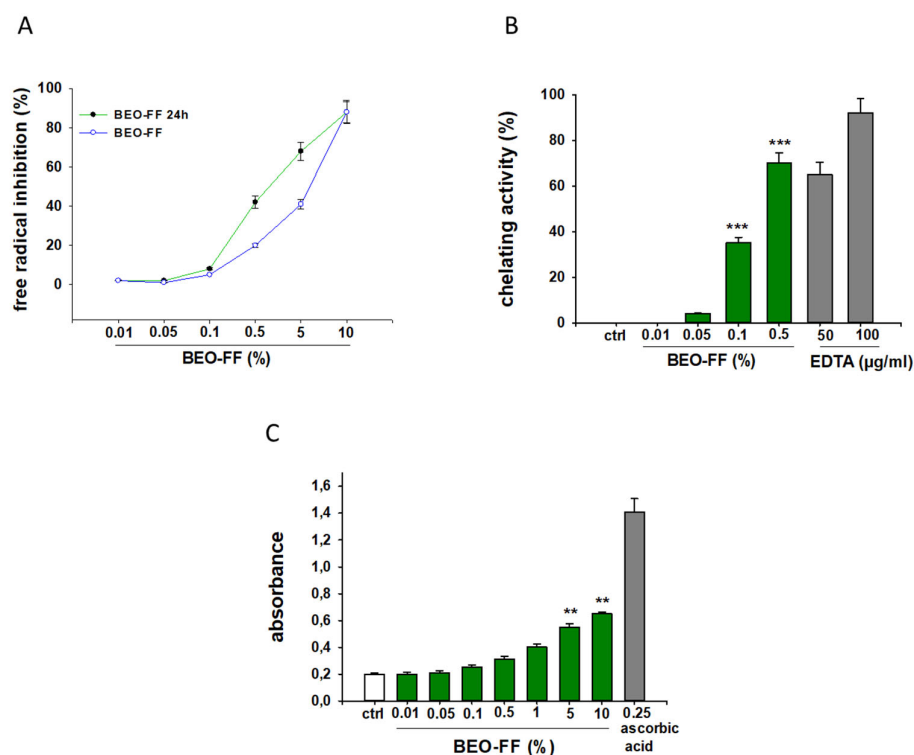 A
free radical inhibition (%)
100
80
60
40
20
0
BEO-FF 24h
BEO-FF
0.01 0.05 0.1 0.5 5 10
BEO-FF (%)
B
chelating activity (%)
100
80
60
40
20
0
***
***
ctrl 0.01 0.05 0.1 0.5 50 100
BEO-FF (%) EDTA (µg/ml)
C
absorbance
1,6
1,4
1,2
1,0
0,8
0,6
0,4
0,2
0,0
** **
ctrl 0.01 0.05 0.1 0.5 1 5 10 0.25
ascorbic
acid
BEO-FF (%)